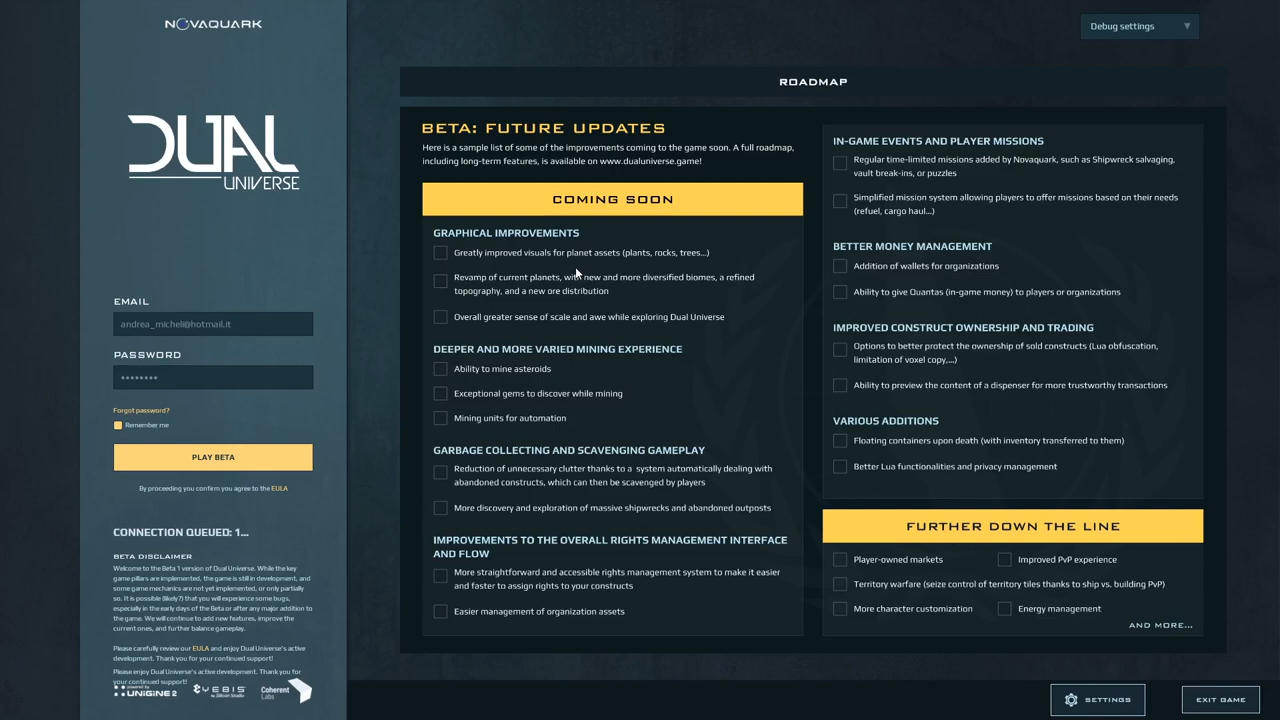 NOVAQUARK
DUAL
UNIVERSE
EMAIL
andrea_micheli@hotmail.it
PASSWORD
••••••••
Forgot password?
Remember me
PLAY BETA
By proceeding you confirm you agree to the EULA
CONNECTION QUEUED: 1...
BETA DISCLAIMER
Welcome to the Beta 1 version of Dual Universe. While the key
game pillars are implemented, the game is still in development, and
some game mechanics are not yet implemented, or only partially
so. It is possible (likely?) that you will experience some bugs,
especially in the early days of the Beta or after any major addition to
the game. We will continue to add new features, improve the
current ones, and further balance gameplay.
Please carefully review our EULA and enjoy Dual Universe's active
development. Thank you for your continued support!
Please enjoy Dual Universe's active development. Thank you for
your continued support!
powered by
UNIGINE 2
YEBIS
by Silicon Studio
Coherent
Labs
Debug settings
ROADMAP
BETA: FUTURE UPDATES
Here is a sample list of some of the improvements coming to the game soon. A full roadmap,
including long-term features, is available on www.dualuniverse.game!
COMING SOON
GRAPHICAL IMPROVEMENTS
Greatly improved visuals for planet assets (plants, rocks, trees...)
Revamp of current planets, with new and more diversified biomes, a refined
topography, and a new ore distribution
Overall greater sense of scale and awe while exploring Dual Universe
DEEPER AND MORE VARIED MINING EXPERIENCE
Ability to mine asteroids
Exceptional gems to discover while mining
Mining units for automation
GARBAGE COLLECTING AND SCAVENGING GAMEPLAY
Reduction of unnecessary clutter thanks to a system automatically dealing with
abandoned constructs, which can then be scavenged by players
More discovery and exploration of massive shipwrecks and abandoned outposts
IMPROVEMENTS TO THE OVERALL RIGHTS MANAGEMENT INTERFACE
AND FLOW
More straightforward and accessible rights management system to make it easier
and faster to assign rights to your constructs
Easier management of organization assets
IN-GAME EVENTS AND PLAYER MISSIONS
Regular time-limited missions added by Novaquark, such as Shipwreck salvaging,
vault break-ins, or puzzles
Simplified mission system allowing players to offer missions based on their needs
(refuel, cargo haul...)
BETTER MONEY MANAGEMENT
Addition of wallets for organizations
Ability to give Quantas (in-game money) to players or organizations
IMPROVED CONSTRUCT OWNERSHIP AND TRADING
Options to better protect the ownership of sold constructs (Lua obfuscation,
limitation of voxel copy,...)
Ability to preview the content of a dispenser for more trustworthy transactions
VARIOUS ADDITIONS
Floating containers upon death (with inventory transferred to them)
Better Lua functionalities and privacy management
FURTHER DOWN THE LINE
Player-owned markets
Improved PvP experience
Territory warfare (seize control of territory tiles thanks to ship vs. building PvP)
More character customization
Energy management
AND MORE...
SETTINGS
EXIT GAME